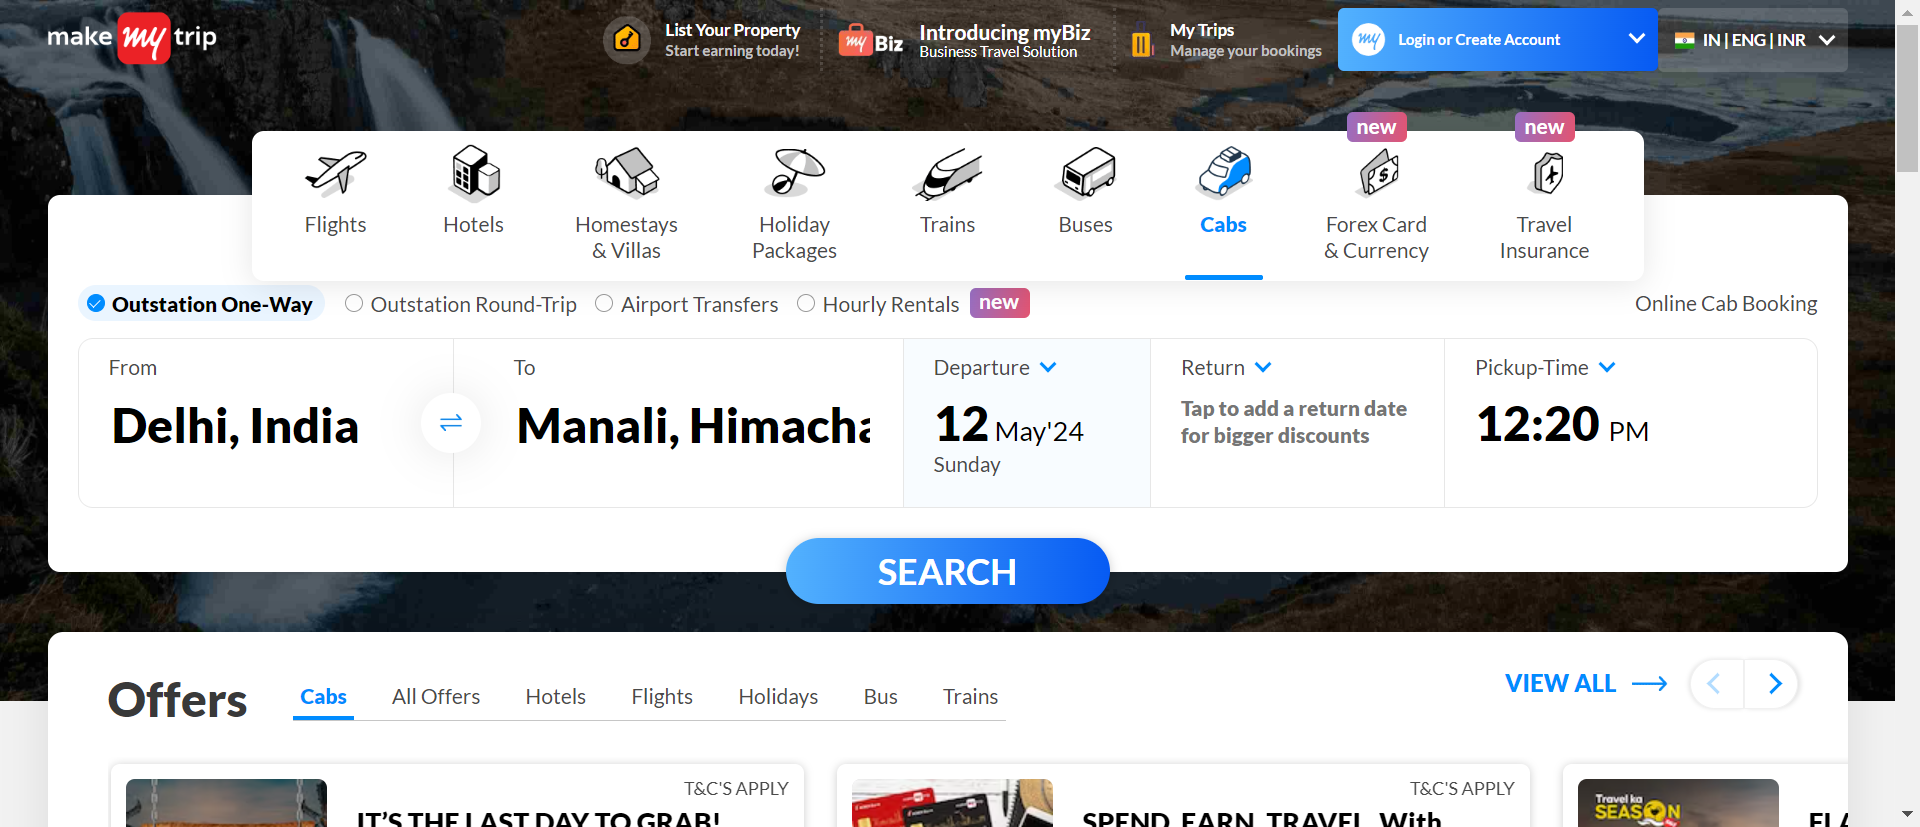 make my trip
List Your Property
Start earning today!
my Biz
Introducing myBiz
Business Travel Solution
My Trips
Manage your bookings
my Login or Create Account
IN | ENG | INR
new
new
Flights
Hotels
Homestays
& Villas
Holiday
Packages
Trains
Buses
Cabs
Forex Card
& Currency
Travel
Insurance
Outstation One-Way
Outstation Round-Trip
Airport Transfers
Hourly Rentals
new
Online Cab Booking
From
Delhi, India
To
Manali, Himacha
Departure
12 May'24
Sunday
Return
Tap to add a return date
for bigger discounts
Pickup-Time
12:20 PM
SEARCH
Offers
Cabs
All Offers
Hotels
Flights
Holidays
Bus
Trains
VIEW ALL
T&C'S APPLY
IT'S THE LAST DAY TO GRAB!
T&C'S APPLY
SPEND. EARN. TRAVEL. With
Travel ka
SEASON